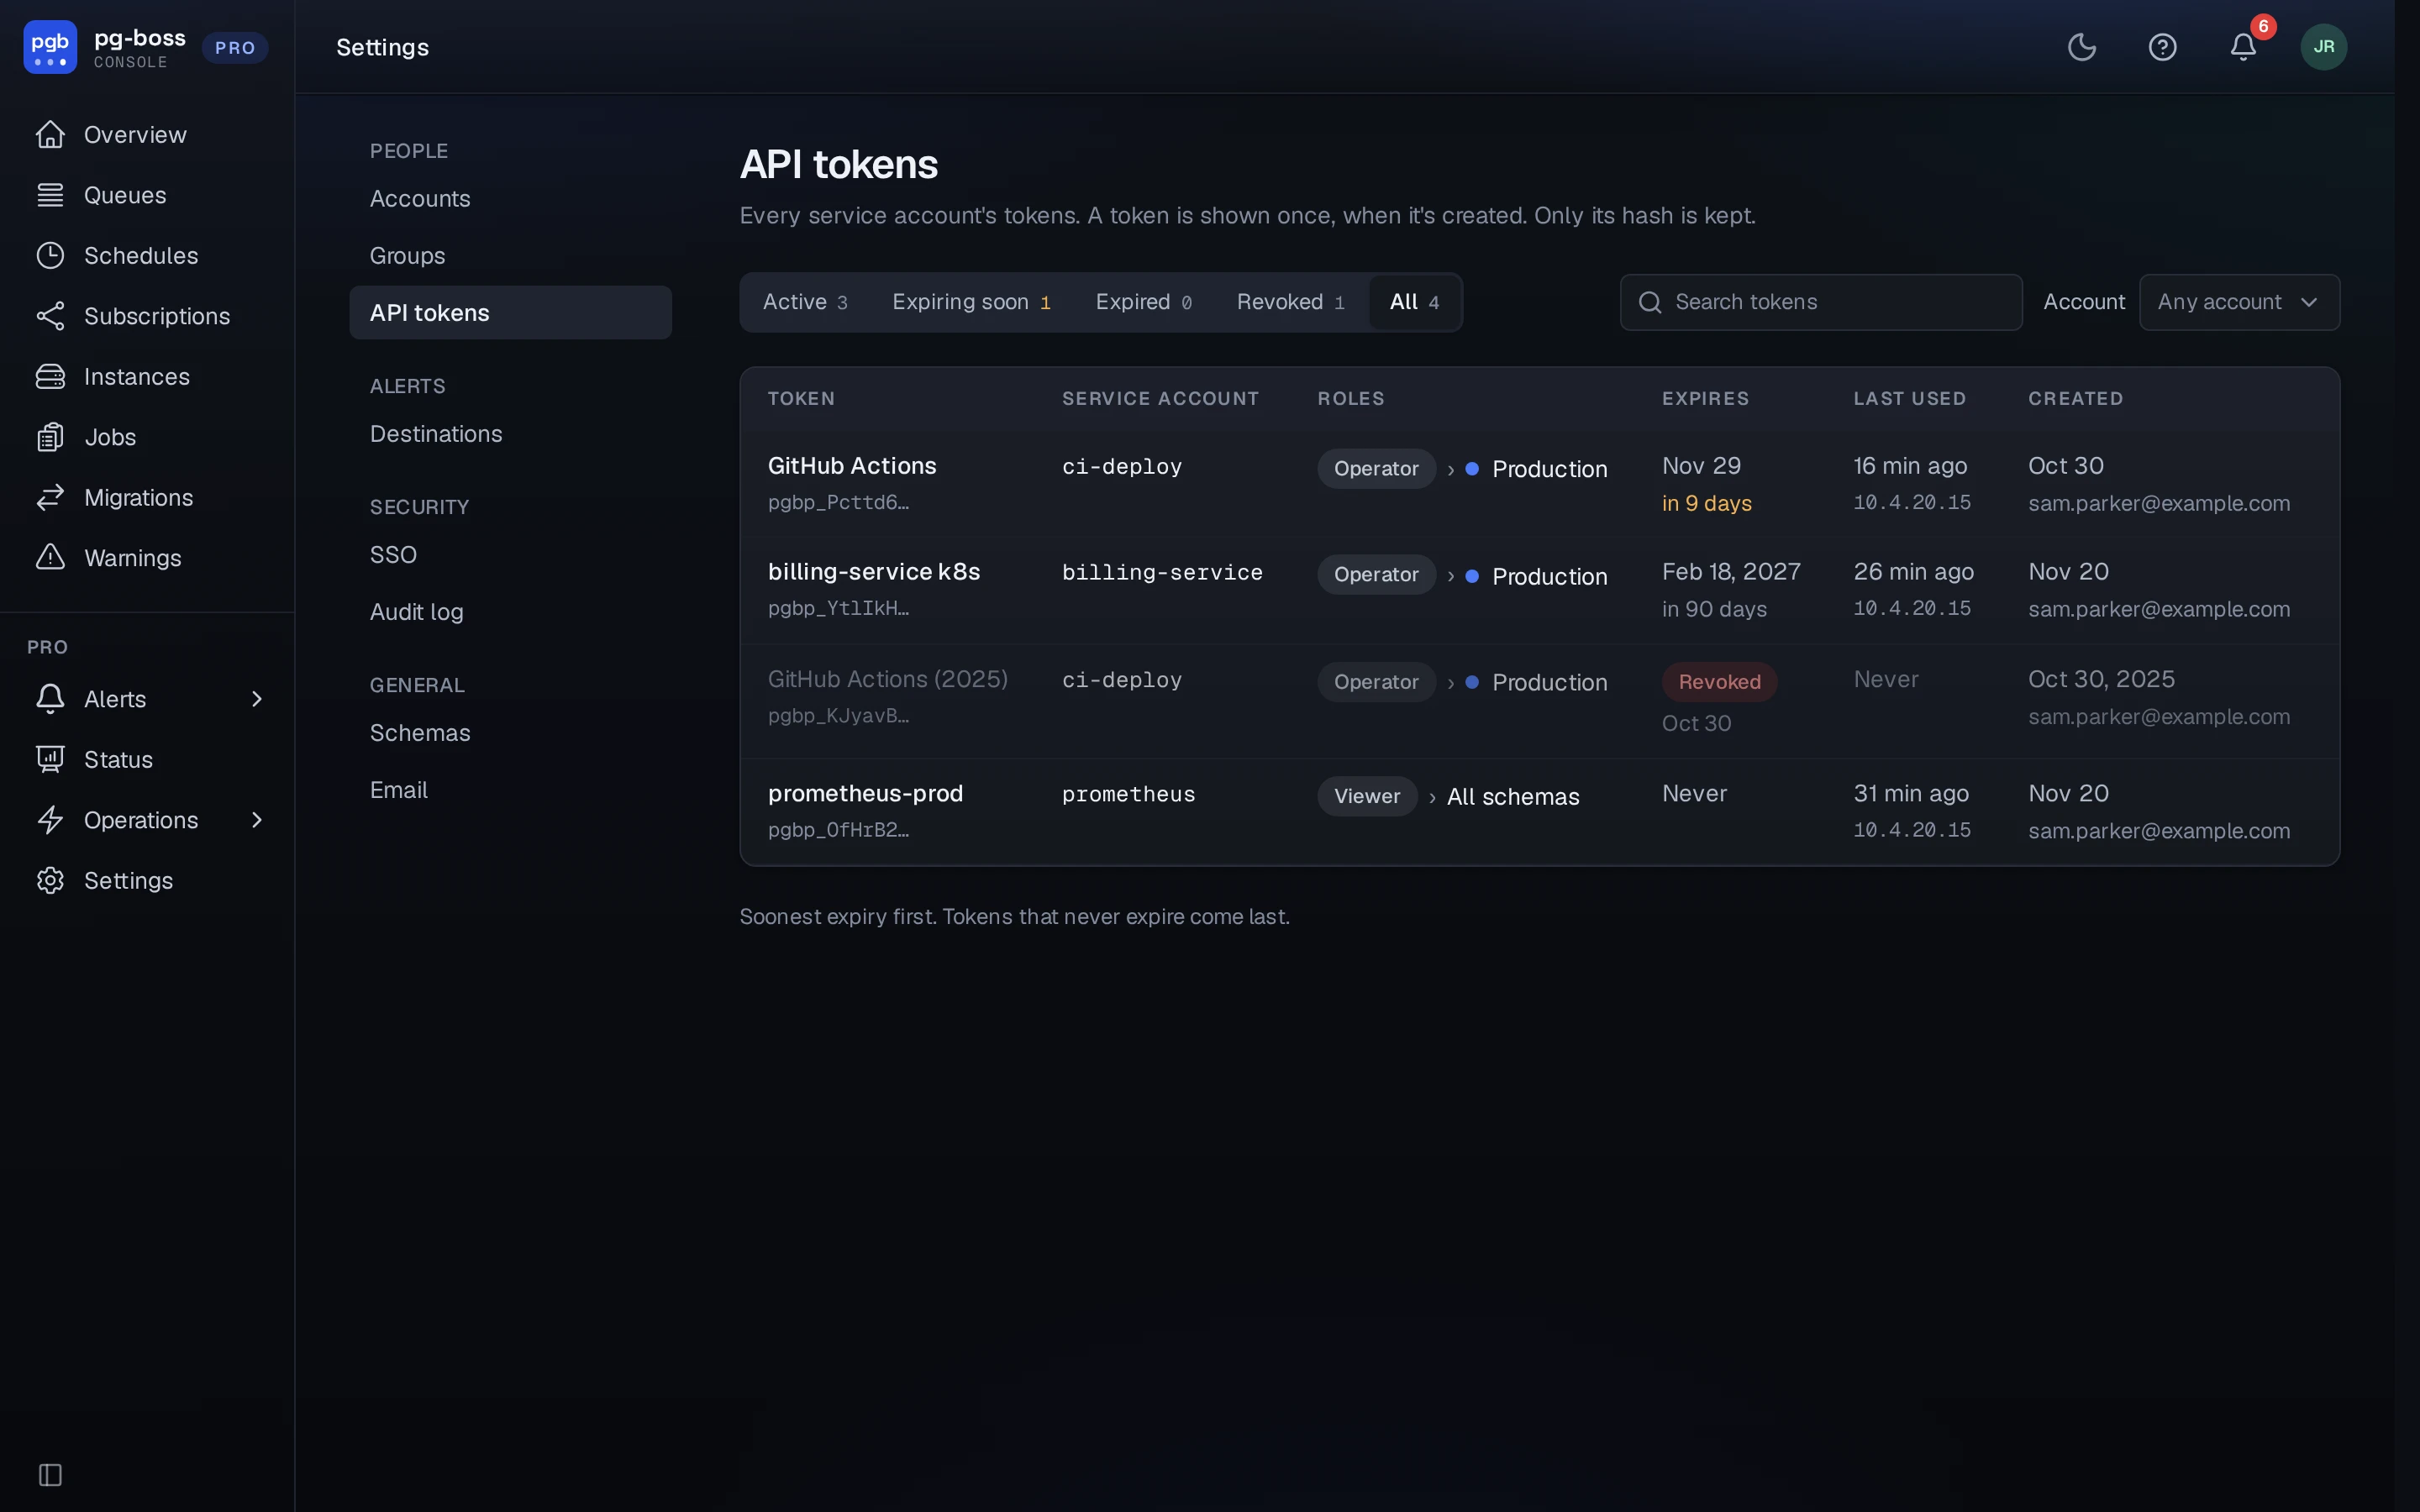 pgb
pg-boss
CONSOLE
PRO
Settings
6
JR
Overview
Queues
Schedules
Subscriptions
Instances
Jobs
Migrations
Warnings
PRO
Alerts
Status
Operations
Settings
PEOPLE
Accounts
Groups
API tokens
ALERTS
Destinations
SECURITY
SSO
Audit log
GENERAL
Schemas
Email
API tokens
Every service account's tokens. A token is shown once, when it's created. Only its hash is kept.
Active 3 Expiring soon 1 Expired 0 Revoked 1 All 4
Search tokens
Account
Any account
TOKEN SERVICE ACCOUNT ROLES EXPIRES LAST USED CREATED
GitHub Actions ci-deploy Operator › Production Nov 29 16 min ago Oct 30
pgbp_Pcttd6… in 9 days 10.4.20.15 sam.parker@example.com
billing-service k8s billing-service Operator › Production Feb 18, 2027 26 min ago Nov 20
pgbp_YtlIkH… in 90 days 10.4.20.15 sam.parker@example.com
GitHub Actions (2025) ci-deploy Operator › Production Revoked Never Oct 30, 2025
pgbp_KJyavB… Oct 30 sam.parker@example.com
prometheus-prod prometheus Viewer › All schemas Never 31 min ago Nov 20
pgbp_OfHrB2… 10.4.20.15 sam.parker@example.com
Soonest expiry first. Tokens that never expire come last.